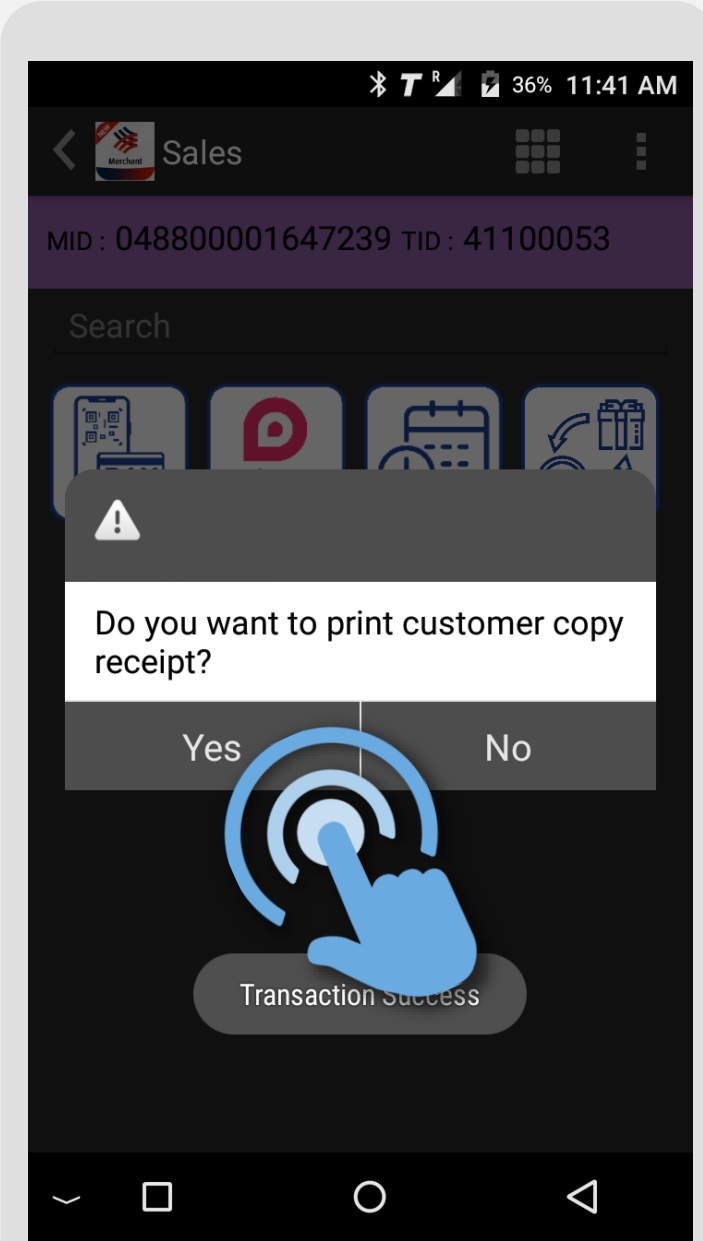 R 36% 11:41 AM
NEW
Merchant
Sales
MID : 048800001647239 TID : 41100053
Search
Do you want to print customer copy
receipt?
Yes No
Transaction Success